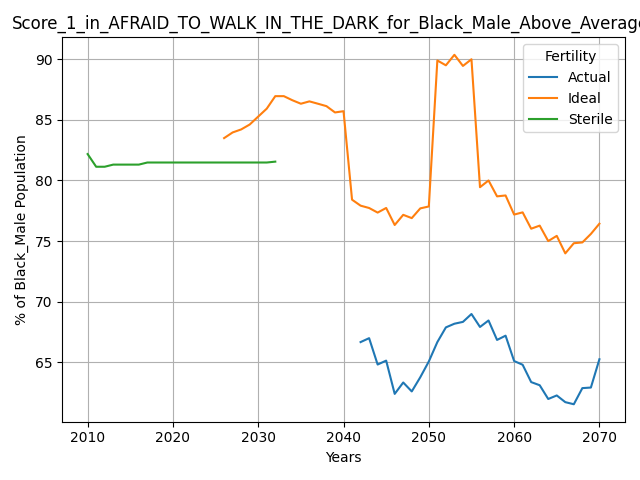 Score_1_in_AFRAID_TO_WALK_IN_THE_DARK_for_Black_Male_Above_Average
Fertility
Actual
Ideal
Sterile
% of Black_Male Population
90
85
80
75
70
65
2010 2020 2030 2040 2050 2060 2070
Years